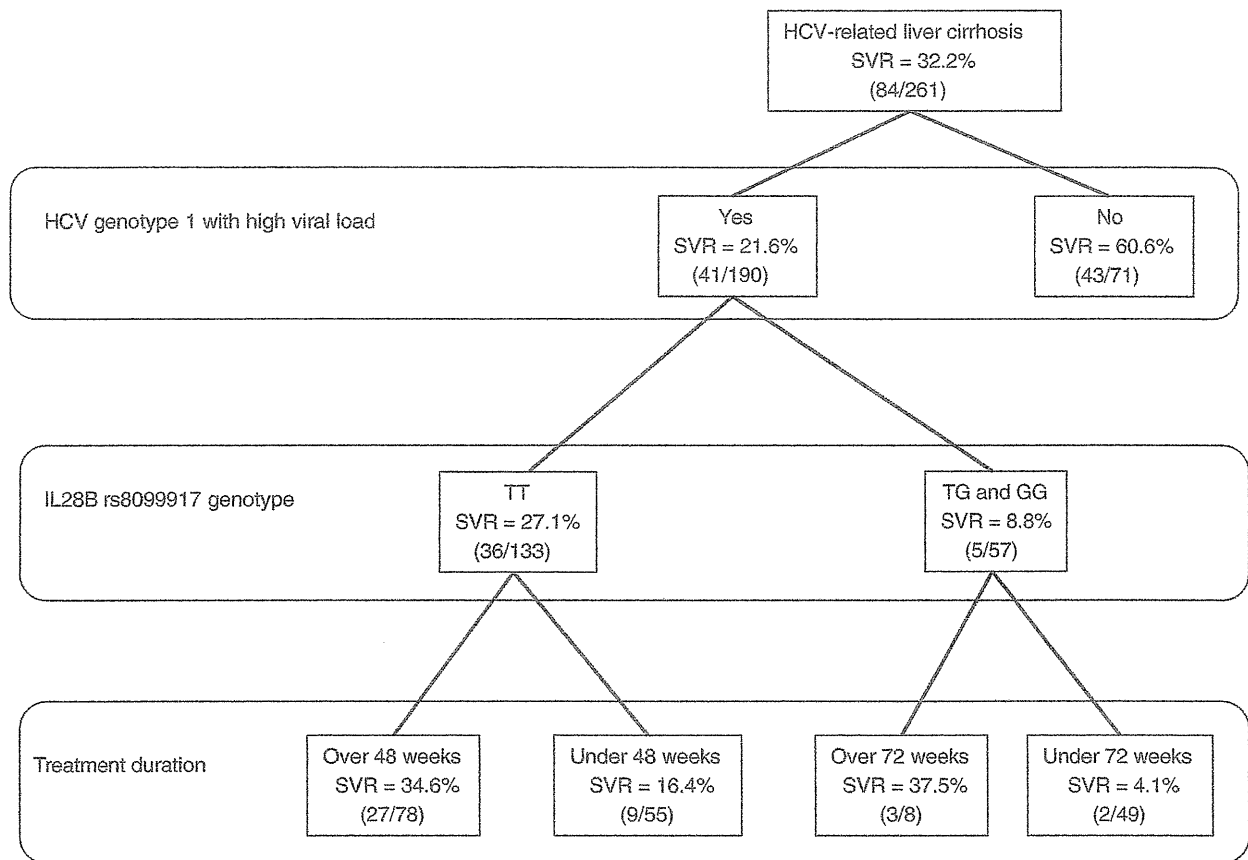 HCV-related liver cirrhosis
SVR = 32.2%
(84/261)
HCV genotype 1 with high viral load
Yes
SVR = 21.6%
(41/190)
No
SVR = 60.6%
(43/71)
IL28B rs8099917 genotype
TT
SVR = 27.1%
(36/133)
TG and GG
SVR = 8.8%
(5/57)
Treatment duration
Over 48 weeks
SVR = 34.6%
(27/78)
Under 48 weeks
SVR = 16.4%
(9/55)
Over 72 weeks
SVR = 37.5%
(3/8)
Under 72 weeks
SVR = 4.1%
(2/49)